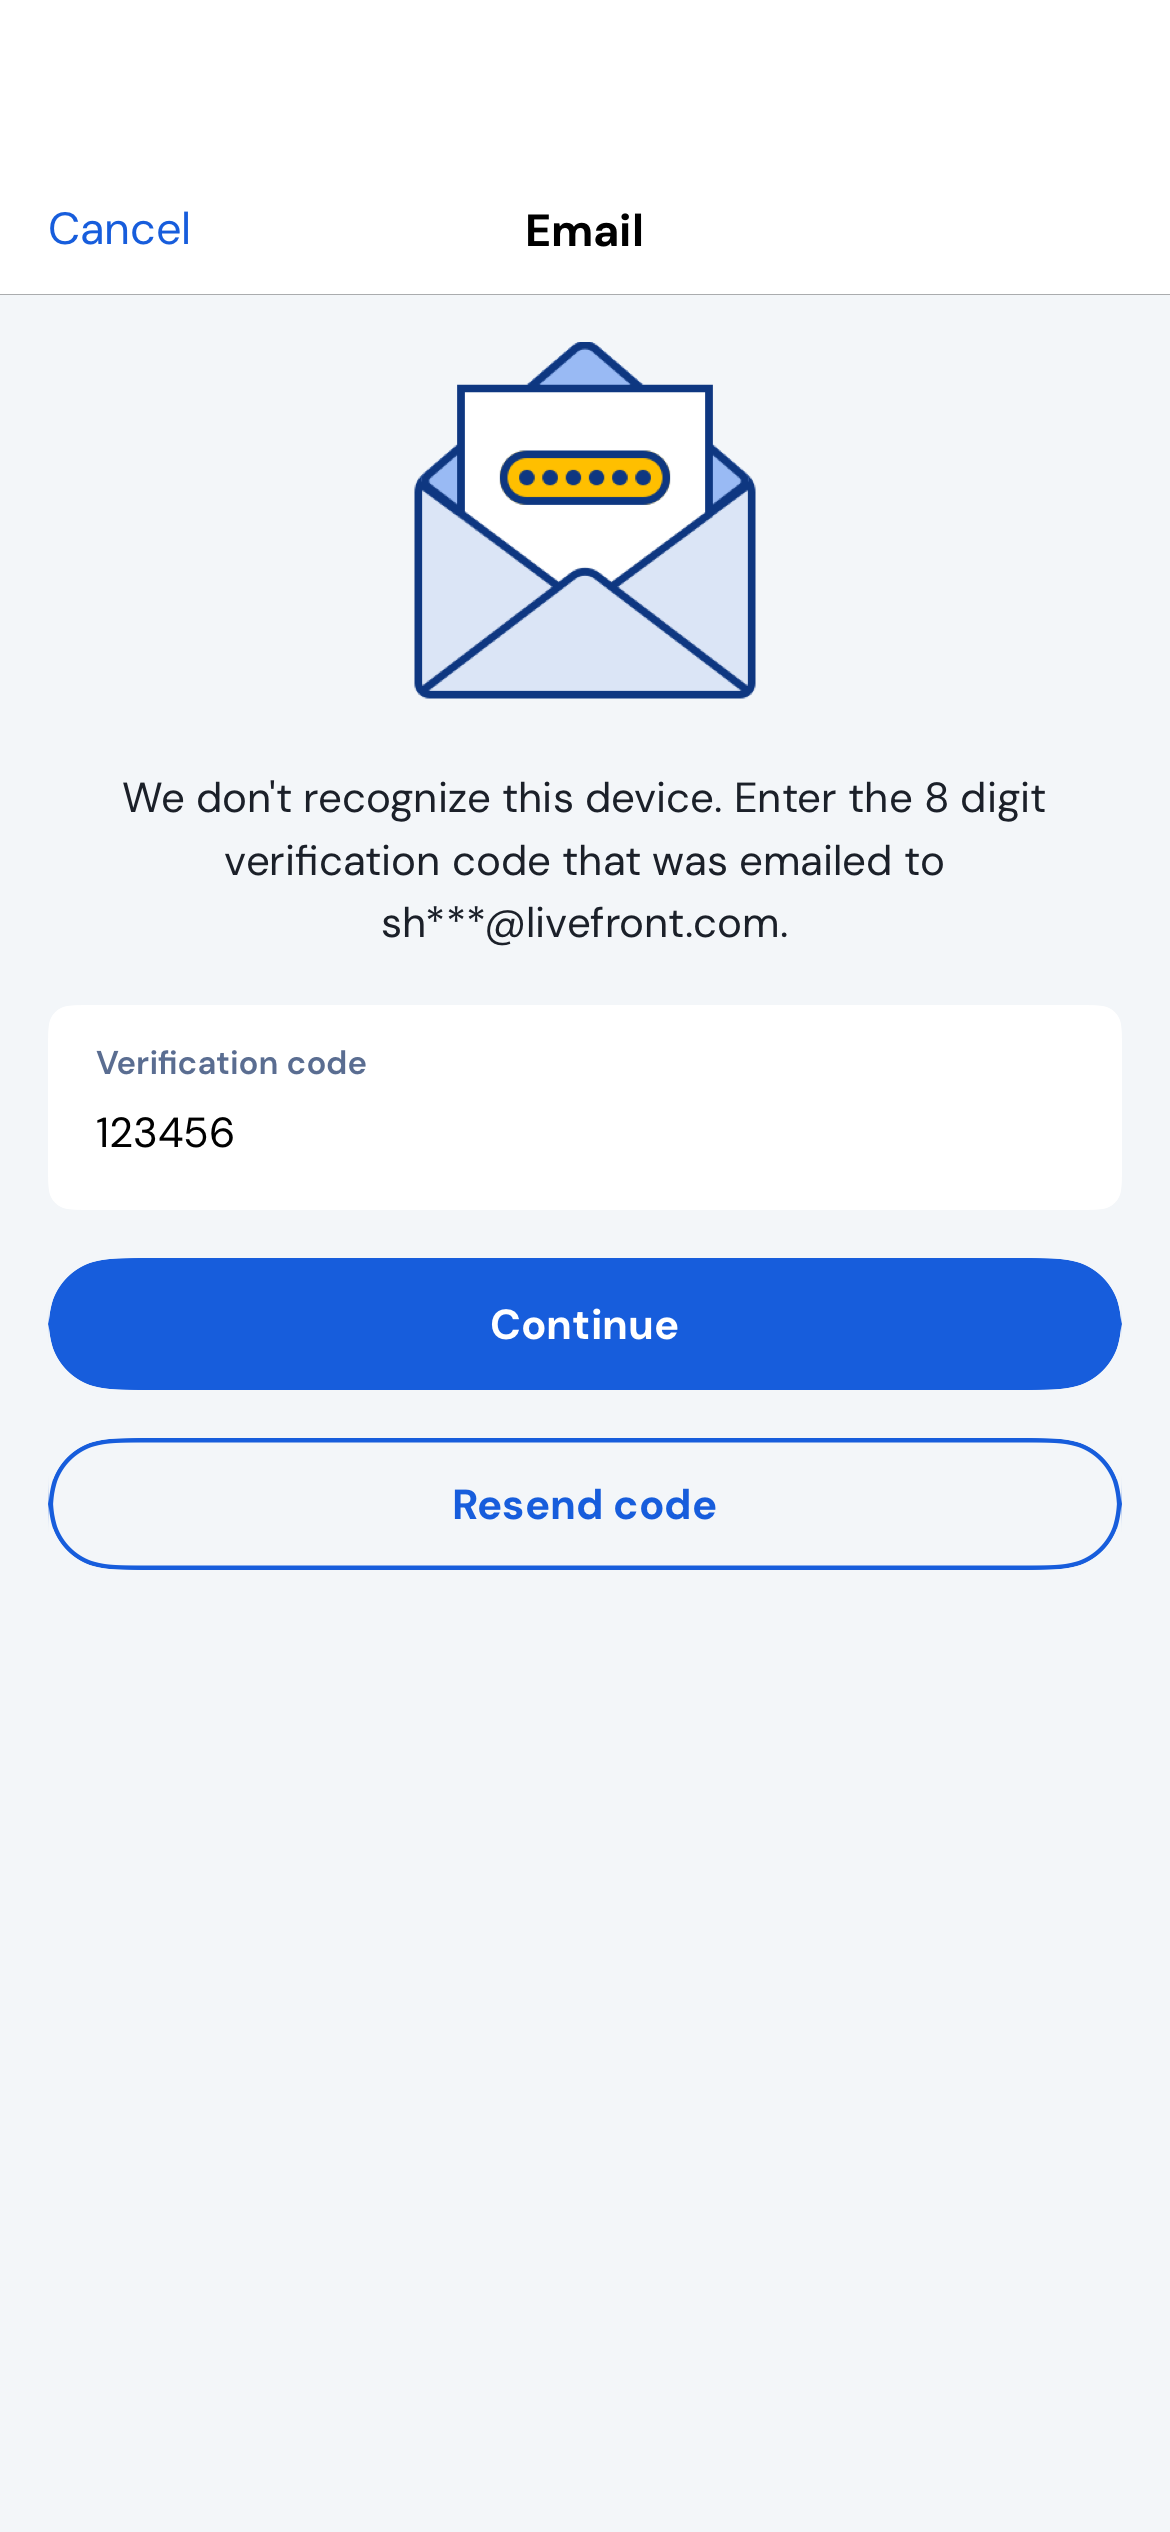 Cancel
Email
We don't recognize this device. Enter the 8 digit
verification code that was emailed to
sh***@livefront.com.
Verification code
123456
Continue
Resend code